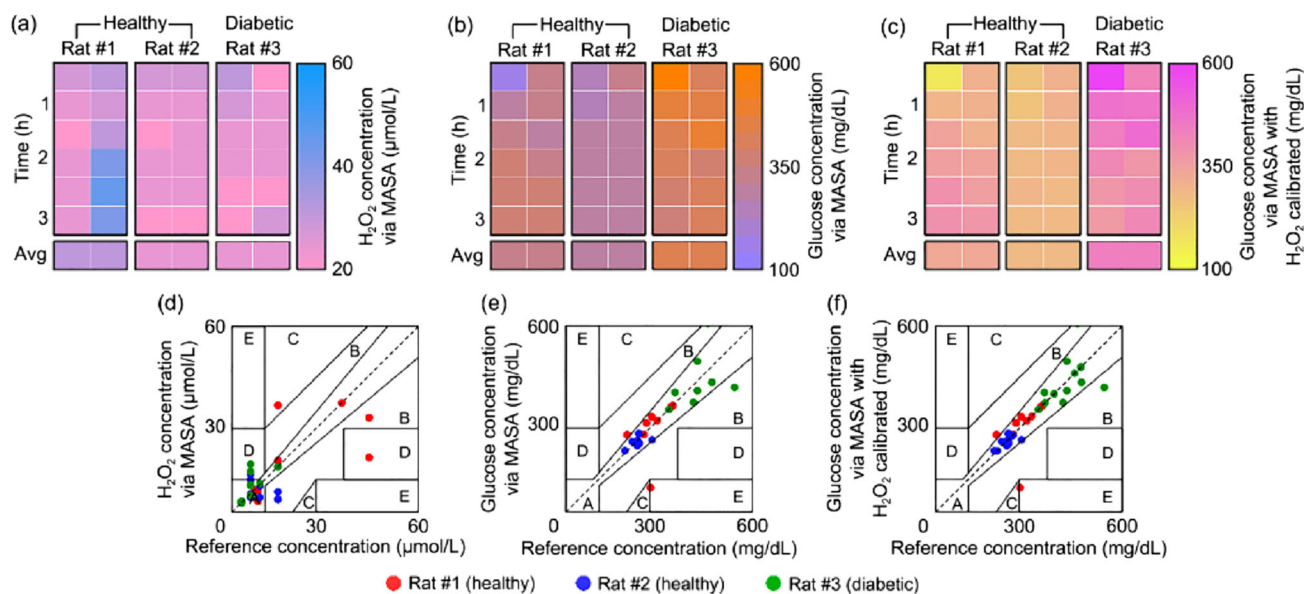 (a)
Healthy
Diabetic
Rat #1
Rat #2
Rat #3
Time (h)
1
2
3
Avg
60
40
20
H₂O₂ concentration
via MASA (μmol/L)
(b)
Healthy
Diabetic
Rat #1
Rat #2
Rat #3
600
350
100
Glucose concentration
via MASA (mg/dL)
(c)
Healthy
Diabetic
Rat #1
Rat #2
Rat #3
Time (h)
1
2
3
Avg
600
350
100
Glucose concentration
via MASA with
H₂O₂ calibrated (mg/dL)
(d)
H₂O₂ concentration
via MASA (μmol/L)
60
30
0
30
60
E
C
B
B
D
D
A
C
E
Reference concentration (μmol/L)
(e)
Glucose concentration
via MASA (mg/dL)
600
300
0
300
600
E
C
B
B
D
D
A
C
E
Reference concentration (mg/dL)
(f)
Glucose concentration
via MASA with
H₂O₂ calibrated (mg/dL)
600
300
0
300
600
E
C
B
B
D
D
A
C
E
Reference concentration (mg/dL)
Rat #1 (healthy)
Rat #2 (healthy)
Rat #3 (diabetic)